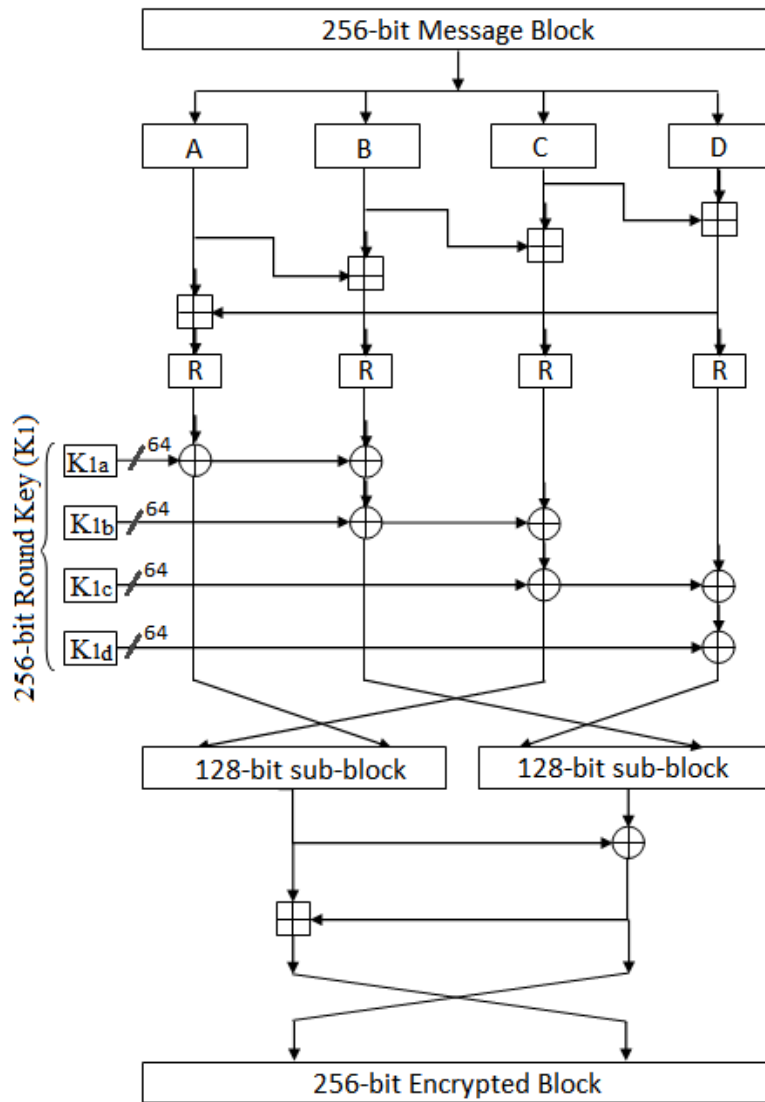 256-bit Message Block
A B C D
R R R R
256-bit Round Key (K1)
K1a 64
K1b 64
K1c 64
K1d 64
128-bit sub-block 128-bit sub-block
256-bit Encrypted Block